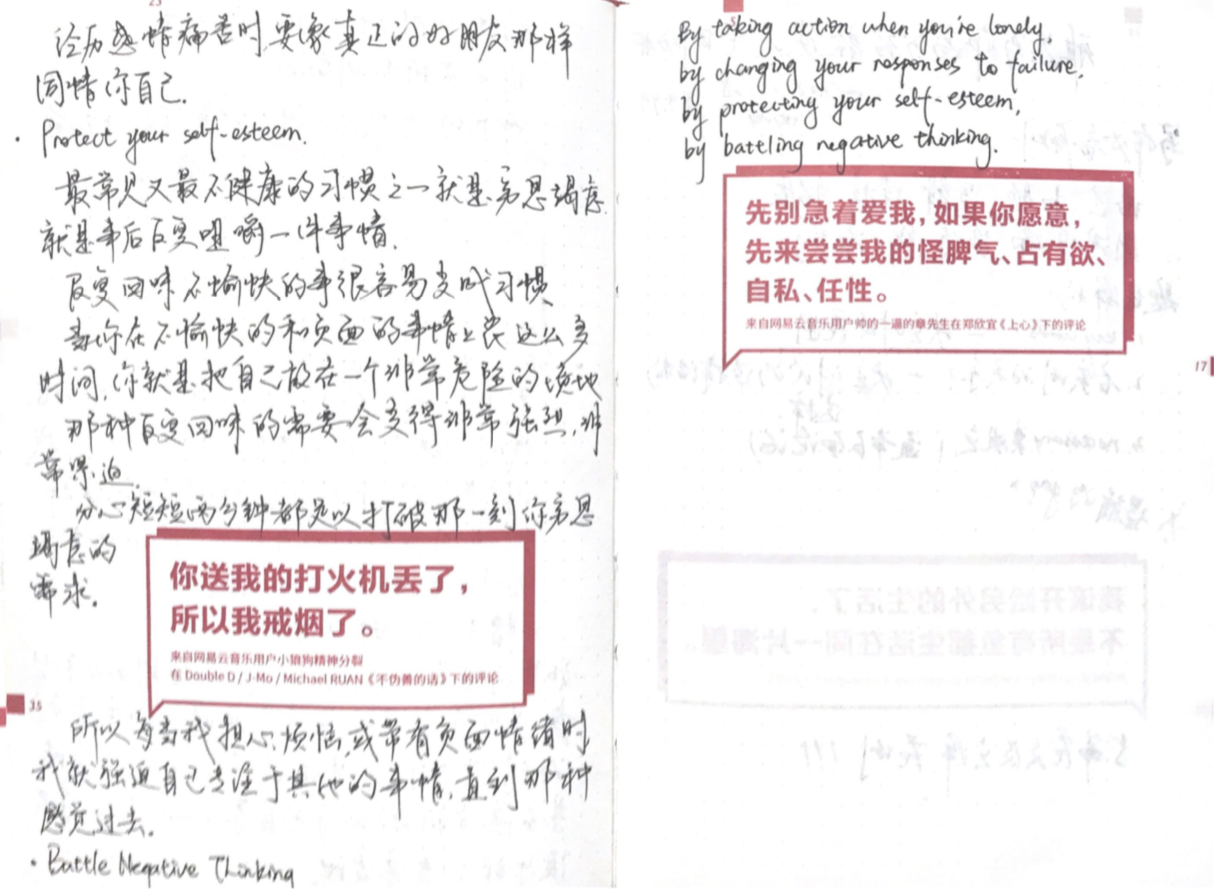 经历感情痛苦时要像真正的好朋友那样
同情你自己.
· Protect your self-esteem.
最常见又最不健康的习惯之一就是穷思竭虑.
就是事后反复咀嚼一件事情.
反复回味不愉快的事很容易变成习惯
当你在不愉快的和负面的事情上花这么多
时间,你就是把自己放在一个非常危险的境地
那种反复回味的需要会变得非常强烈,非
常紧迫.
分心短短两分钟都足以打破那一刻你穷思
竭虑的
需求.
你送我的打火机丢了，
所以我戒烟了。
来自网易云音乐用户小狼狗精神分裂
在 Double D / J-Mo / Michael RUAN《不伪善的话》下的评论
35
所以每当我担心,烦恼,或带有负面情绪时
我就强迫自己专注于其他的事情,直到那种
感觉过去.
· Battle Negative Thinking
By taking action when you're lonely,
by changing your responses to failure,
by protecting your self-esteem,
by battling negative thinking.
先别急着爱我，如果你愿意，
先来尝尝我的怪脾气、占有欲、
自私、任性。
来自网易云音乐用户帅的一逼的章先生在郑欣宜《上心》下的评论
17